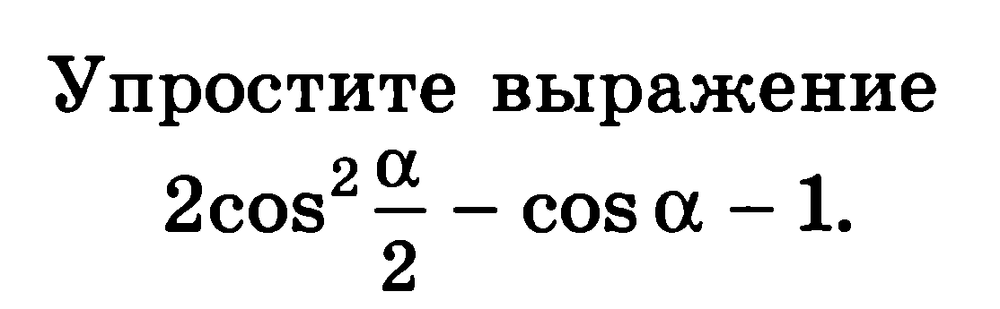 Упростите выражение
2cos² α/2 − cos α − 1.